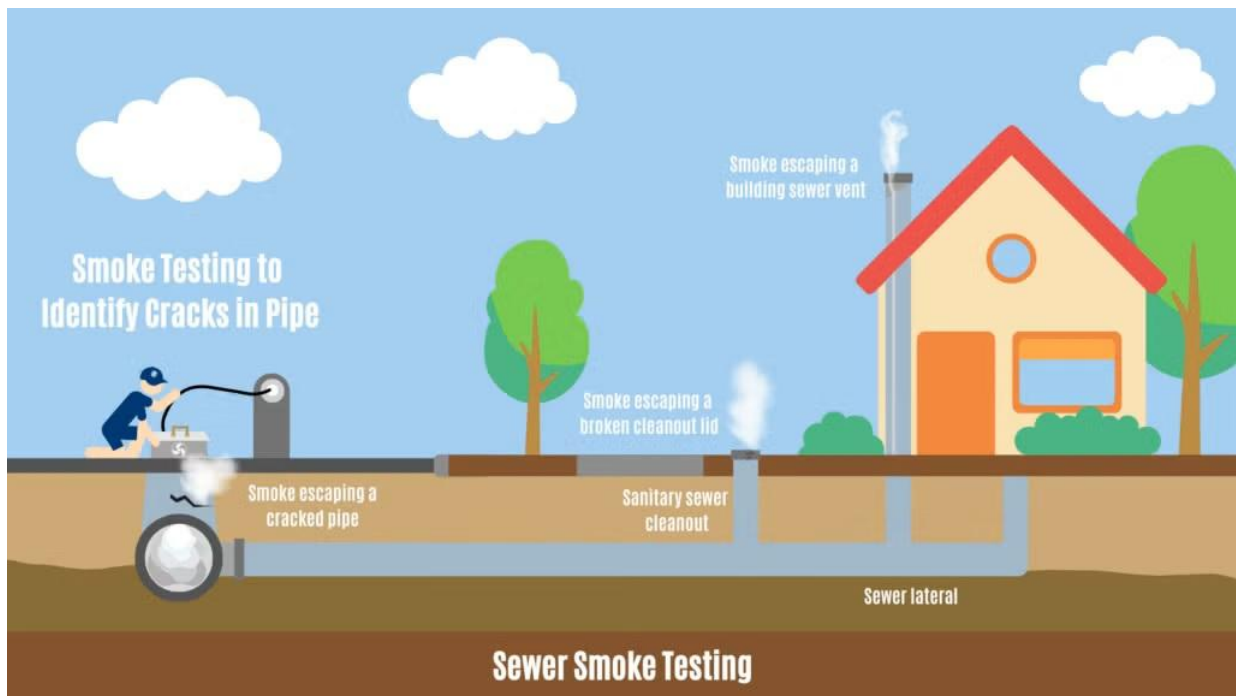 Smoke escaping a
building sewer vent
Smoke Testing to
Identify Cracks in Pipe
Smoke escaping a
broken cleanout lid
Smoke escaping a
cracked pipe
Sanitary sewer
cleanout
Sewer lateral
Sewer Smoke Testing